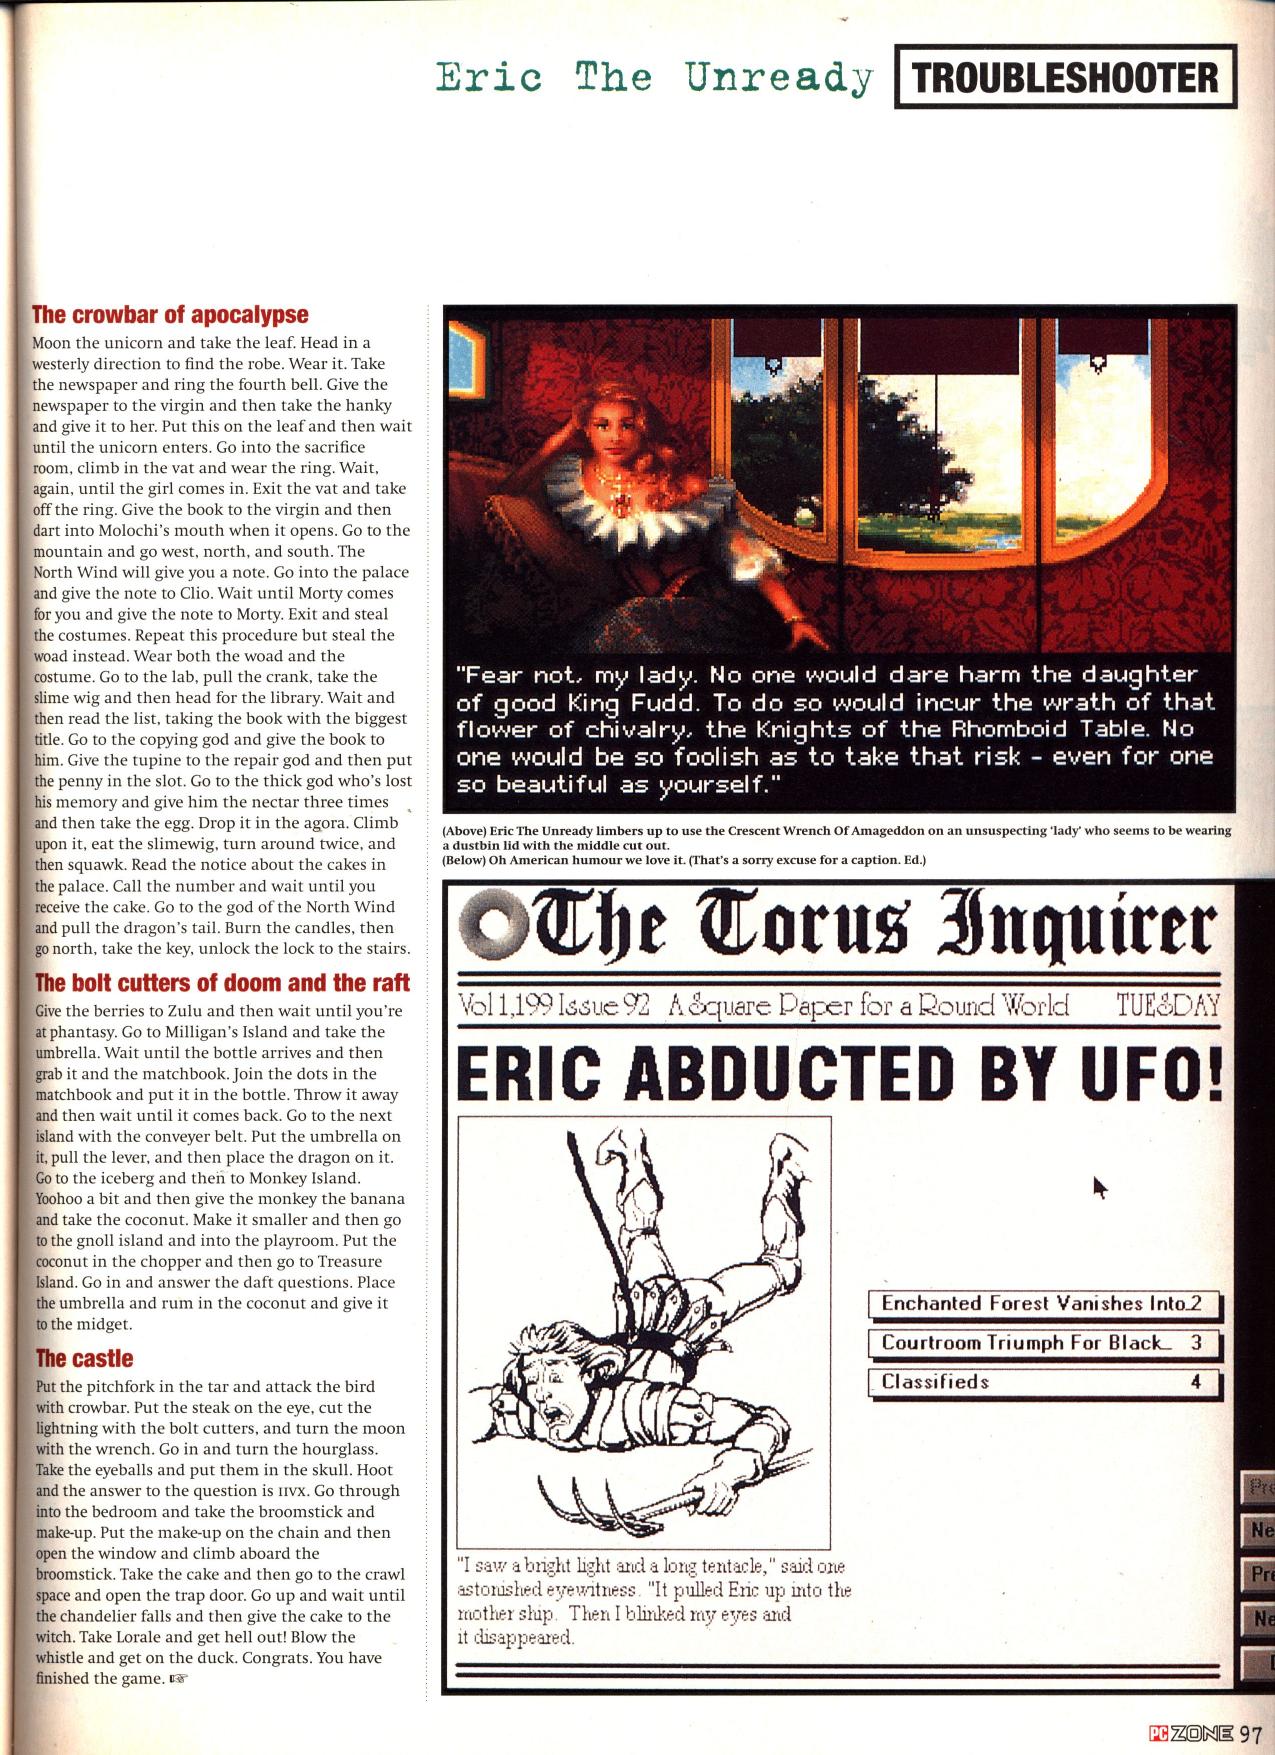 Eric The Unready TROUBLESHOOTER
The crowbar of apocalypse
Moon the unicorn and take the leaf. Head in a
westerly direction to find the robe. Wear it. Take
the newspaper and ring the fourth bell. Give the
newspaper to the virgin and then take the hanky
and give it to her. Put this on the leaf and then wait
until the unicorn enters. Go into the sacrifice
room, climb in the vat and wear the ring. Wait,
again, until the girl comes in. Exit the vat and take
off the ring. Give the book to the virgin and then
dart into Molochi's mouth when it opens. Go to the
mountain and go west, north, and south. The
North Wind will give you a note. Go into the palace
and give the note to Clio. Wait until Morty comes
for you and give the note to Morty. Exit and steal
the costumes. Repeat this procedure but steal the
woad instead. Wear both the woad and the
costume. Go to the lab, pull the crank, take the
slime wig and then head for the library. Wait and
then read the list, taking the book with the biggest
title. Go to the copying god and give the book to
him. Give the tupine to the repair god and then put
the penny in the slot. Go to the thick god who's lost
his memory and give him the nectar three times
and then take the egg. Drop it in the agora. Climb
upon it, eat the slimewig, turn around twice, and
then squawk. Read the notice about the cakes in
the palace. Call the number and wait until you
receive the cake. Go to the god of the North Wind
and pull the dragon's tail. Burn the candles, then
go north, take the key, unlock the lock to the stairs.
The bolt cutters of doom and the raft
Give the berries to Zulu and then wait until you're
at phantasy. Go to Milligan's Island and take the
umbrella. Wait until the bottle arrives and then
grab it and the matchbook. Join the dots in the
matchbook and put it in the bottle. Throw it away
and then wait until it comes back. Go to the next
island with the conveyer belt. Put the umbrella on
it, pull the lever, and then place the dragon on it.
Go to the iceberg and then to Monkey Island.
Yoohoo a bit and then give the monkey the banana
and take the coconut. Make it smaller and then go
to the gnoll island and into the playroom. Put the
coconut in the chopper and then go to Treasure
Island. Go in and answer the daft questions. Place
the umbrella and rum in the coconut and give it
to the midget.
The castle
Put the pitchfork in the tar and attack the bird
with crowbar. Put the steak on the eye, cut the
lightning with the bolt cutters, and turn the moon
with the wrench. Go in and turn the hourglass.
Take the eyeballs and put them in the skull. Hoot
and the answer to the question is IIVX. Go through
into the bedroom and take the broomstick and
make-up. Put the make-up on the chain and then
open the window and climb aboard the
broomstick. Take the cake and then go to the crawl
space and open the trap door. Go up and wait until
the chandelier falls and then give the cake to the
witch. Take Lorale and get hell out! Blow the
whistle and get on the duck. Congrats. You have
finished the game. ☞
"Fear not, my lady. No one would dare harm the daughter
of good King Fudd. To do so would incur the wrath of that
flower of chivalry, the Knights of the Rhomboid Table. No
one would be so foolish as to take that risk - even for one
so beautiful as yourself."
(Above) Eric The Unready limbers up to use the Crescent Wrench Of Amageddon on an unsuspecting 'lady' who seems to be wearing
a dustbin lid with the middle cut out.
(Below) Oh American humour we love it. (That's a sorry excuse for a caption. Ed.)
The Torus Inquirer
Vol 1,199 Issue 92 A Square Paper for a Round World TUESDAY
ERIC ABDUCTED BY UFO!
Enchanted Forest Vanishes Into...2
Courtroom Triumph For Black... 3
Classifieds 4
"I saw a bright light and a long tentacle," said one
astonished eyewitness. "It pulled Eric up into the
mother ship. Then I blinked my eyes and
it disappeared.
Pre
Ne
Pre
Ne
PC ZONE 97